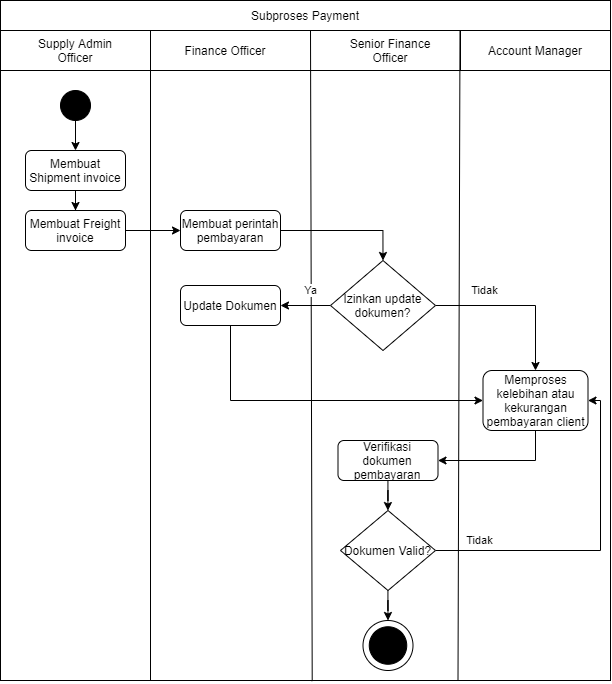 Subproses Payment
Supply Admin
Officer
Finance Officer
Senior Finance
Officer
Account Manager
Membuat
Shipment invoice
Membuat Freight
invoice
Membuat perintah
pembayaran
Izinkan update
dokumen?
Ya
Tidak
Update Dokumen
Memproses
kelebihan atau
kekurangan
pembayaran client
Verifikasi
dokumen
pembayaran
Dokumen Valid?
Tidak